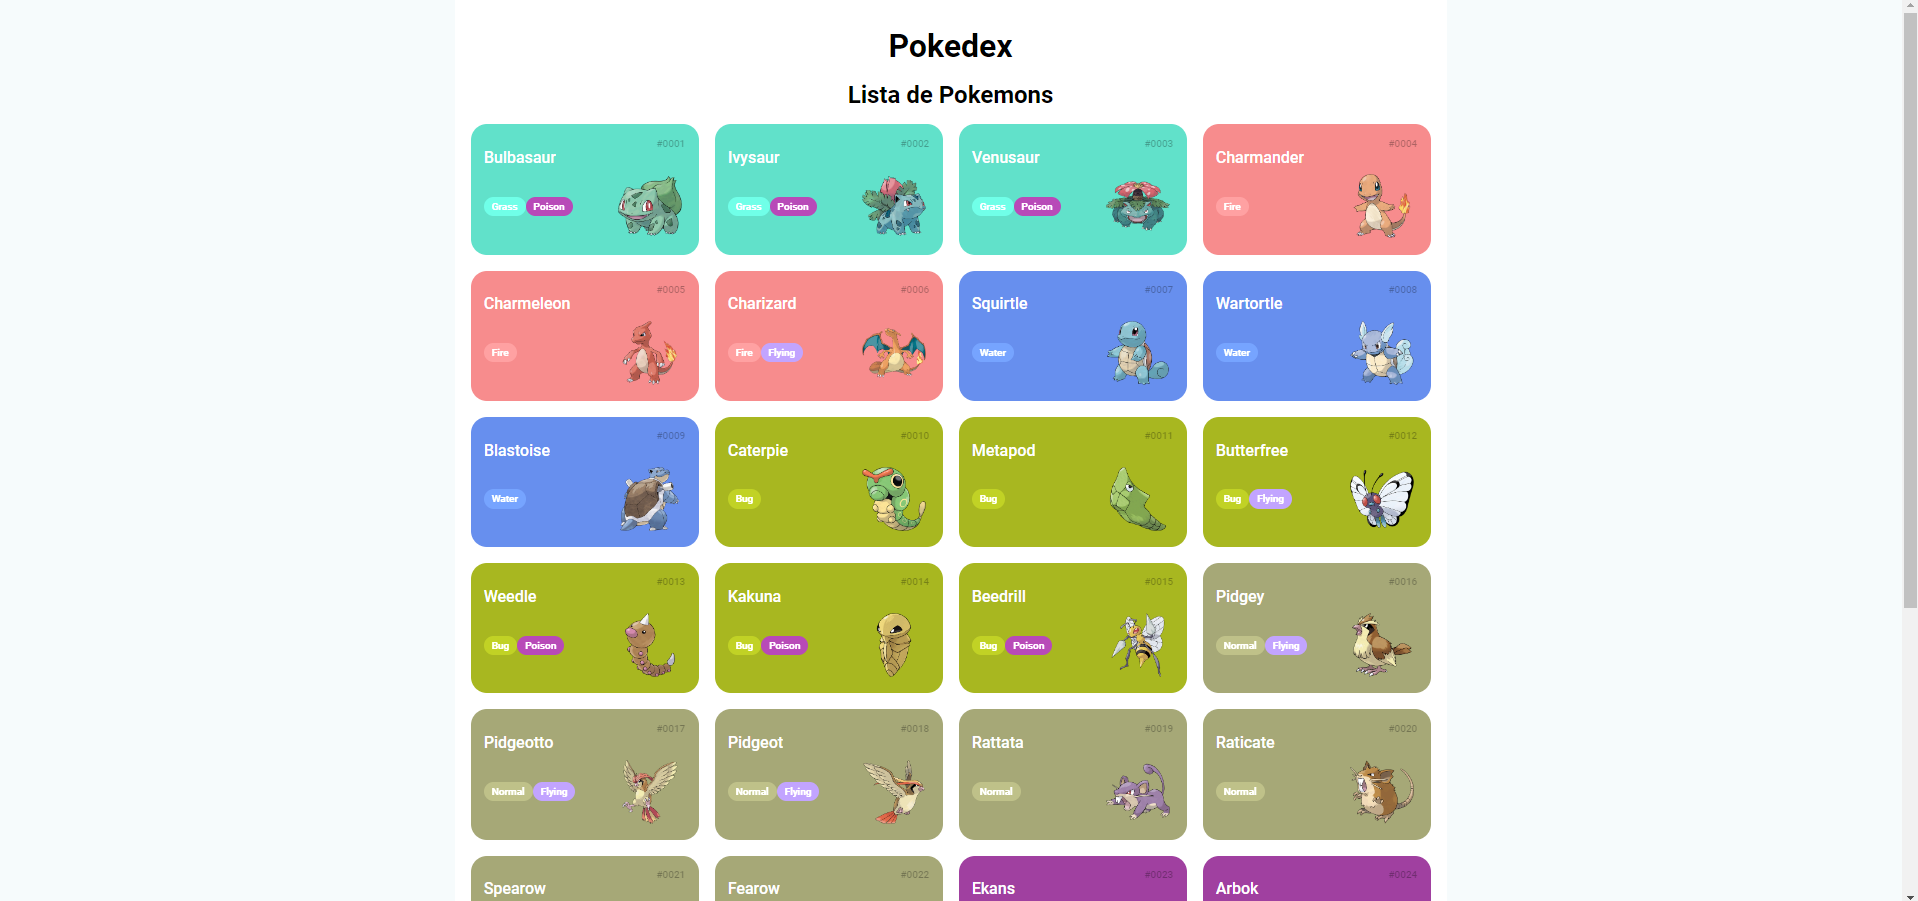 Pokedex
Lista de Pokemons
#0001
Bulbasaur
Grass Poison
#0002
Ivysaur
Grass Poison
#0003
Venusaur
Grass Poison
#0004
Charmander
Fire
#0005
Charmeleon
Fire
#0006
Charizard
Fire Flying
#0007
Squirtle
Water
#0008
Wartortle
Water
#0009
Blastoise
Water
#0010
Caterpie
Bug
#0011
Metapod
Bug
#0012
Butterfree
Bug Flying
#0013
Weedle
Bug Poison
#0014
Kakuna
Bug Poison
#0015
Beedrill
Bug Poison
#0016
Pidgey
Normal Flying
#0017
Pidgeotto
Normal Flying
#0018
Pidgeot
Normal Flying
#0019
Rattata
Normal
#0020
Raticate
Normal
#0021
Spearow
#0022
Fearow
#0023
Ekans
#0024
Arbok